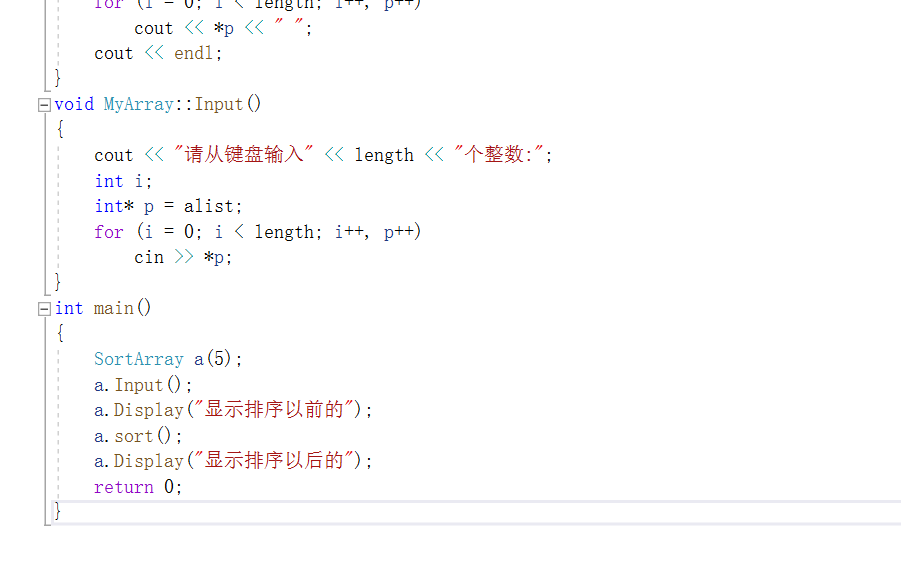 for (i = 0; i < length; i++, p++)
cout << *p << " ";
cout << endl;
}
void MyArray::Input()
{
cout << "请从键盘输入" << length << "个整数:";
int i;
int* p = alist;
for (i = 0; i < length; i++, p++)
cin >> *p;
}
int main()
{
SortArray a(5);
a.Input();
a.Display("显示排序以前的");
a.sort();
a.Display("显示排序以后的");
return 0;
}